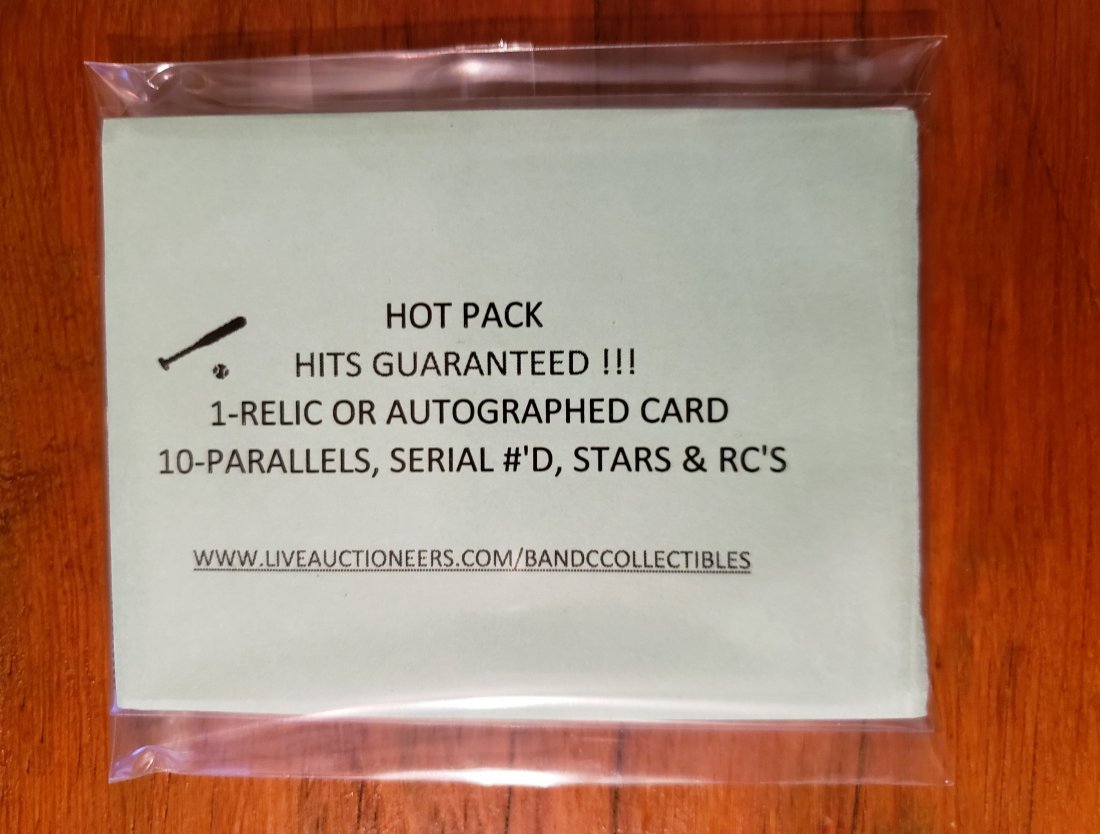 HOT PACK
HITS GUARANTEED !!!
1-RELIC OR AUTOGRAPHED CARD
10-PARALLELS, SERIAL #'D, STARS & RC'S
WWW.LIVEAUCTIONEERS.COM/BANDCCOLLECTIBLES